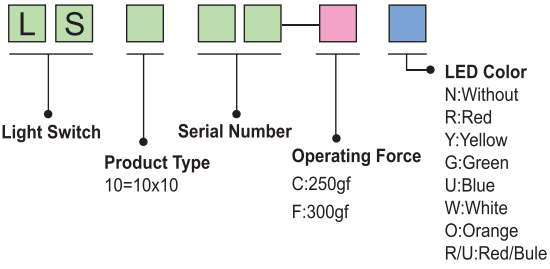 L S
LED Color
N:Without
R:Red
Y:Yellow
G:Green
U:Blue
W:White
O:Orange
R/U:Red/Bule
Light Switch
Serial Number
Product Type
10=10x10
Operating Force
C:250gf
F:300gf